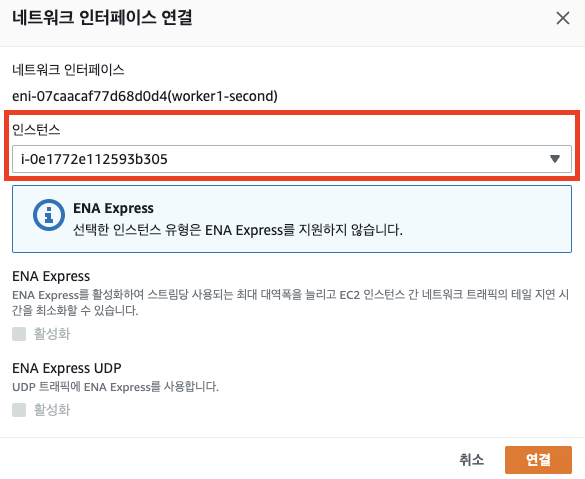 네트워크 인터페이스 연결
네트워크 인터페이스
eni-07caacaf77d68d0d4(worker1-second)
인스턴스
i-0e1772e112593b305
ENA Express
선택한 인스턴스 유형은 ENA Express를 지원하지 않습니다.
ENA Express
ENA Express를 활성화하여 스트림당 사용되는 최대 대역폭을 늘리고 EC2 인스턴스 간 네트워크 트래픽의 테일 지연 시
간을 최소화할 수 있습니다.
활성화
ENA Express UDP
UDP 트래픽에 ENA Express를 사용합니다.
활성화
취소
연결